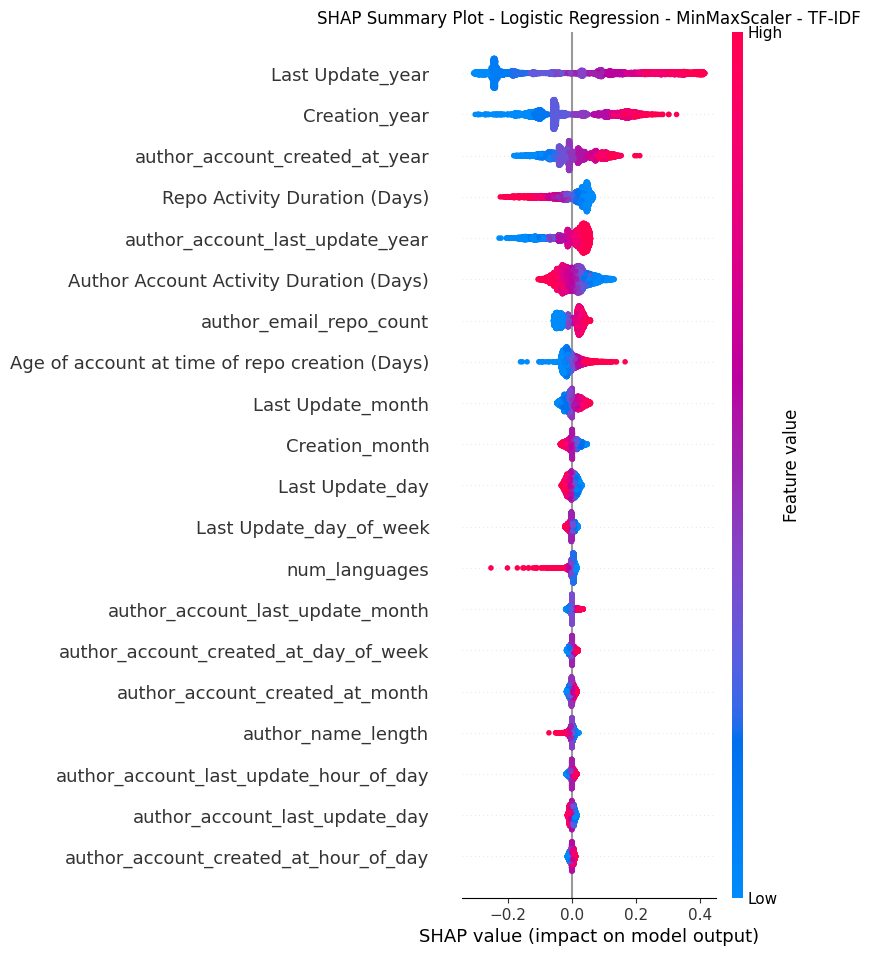 SHAP Summary Plot - Logistic Regression - MinMaxScaler - TF-IDF
High
Last Update_year
Creation_year
author_account_created_at_year
Repo Activity Duration (Days)
author_account_last_update_year
Author Account Activity Duration (Days)
author_email_repo_count
Age of account at time of repo creation (Days)
Last Update_month
Creation_month
Last Update_day
Last Update_day_of_week
num_languages
author_account_last_update_month
author_account_created_at_day_of_week
author_account_created_at_month
author_name_length
author_account_last_update_hour_of_day
author_account_last_update_day
author_account_created_at_hour_of_day
Feature value
Low
−0.2 0.0 0.2 0.4
SHAP value (impact on model output)